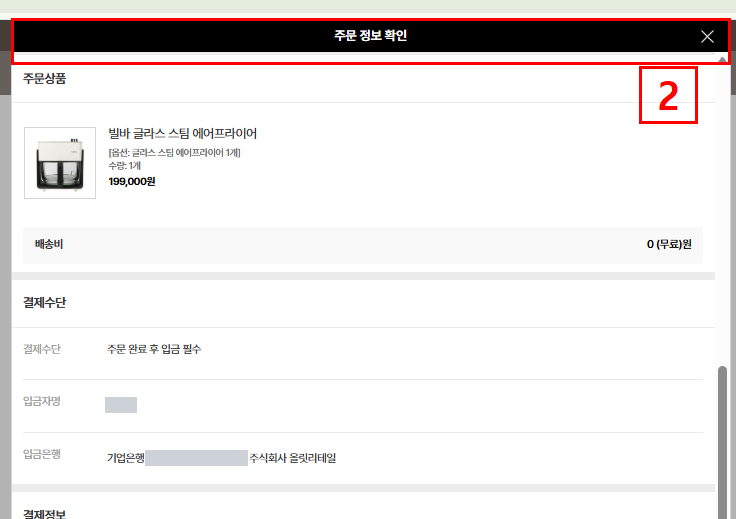 주문 정보 확인
2
주문상품
빌바 글라스 스팀 에어프라이어
[옵션: 글라스 스팀 에어프라이어 1개]
수량: 1개
199,000원
배송비 0 (무료)원
결제수단
결제수단 주문 완료 후 입금 필수
입금자명
입금은행 기업은행 주식회사 올릿리테일
결제정보